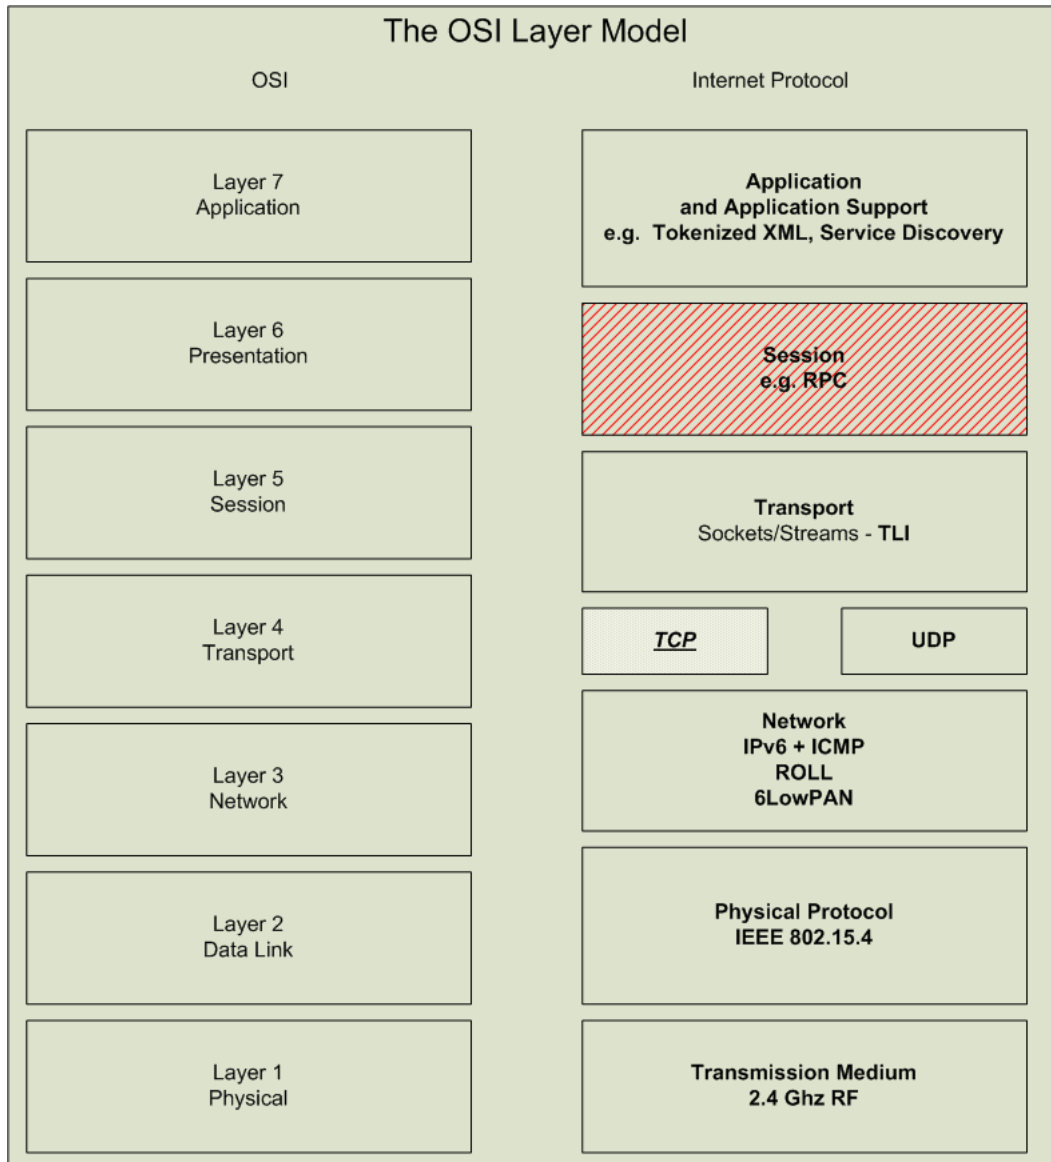 The OSI Layer Model
OSI
Internet Protocol
Layer 7
Application
Application
and Application Support
e.g. Tokenized XML, Service Discovery
Layer 6
Presentation
Session
e.g. RPC
Layer 5
Session
Transport
Sockets/Streams - TLI
Layer 4
Transport
TCP
UDP
Layer 3
Network
Network
IPv6 + ICMP
ROLL
6LowPAN
Layer 2
Data Link
Physical Protocol
IEEE 802.15.4
Layer 1
Physical
Transmission Medium
2.4 Ghz RF